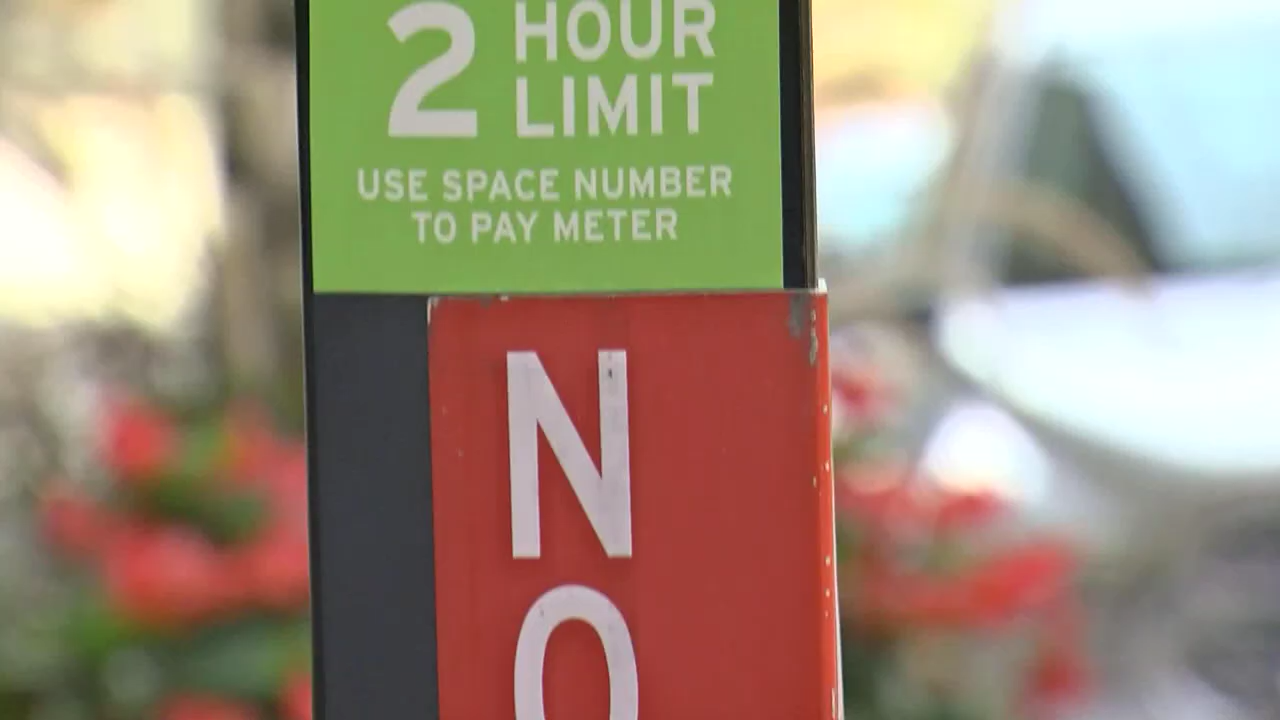 2 HOUR
LIMIT
USE SPACE NUMBER
TO PAY METER
N
O